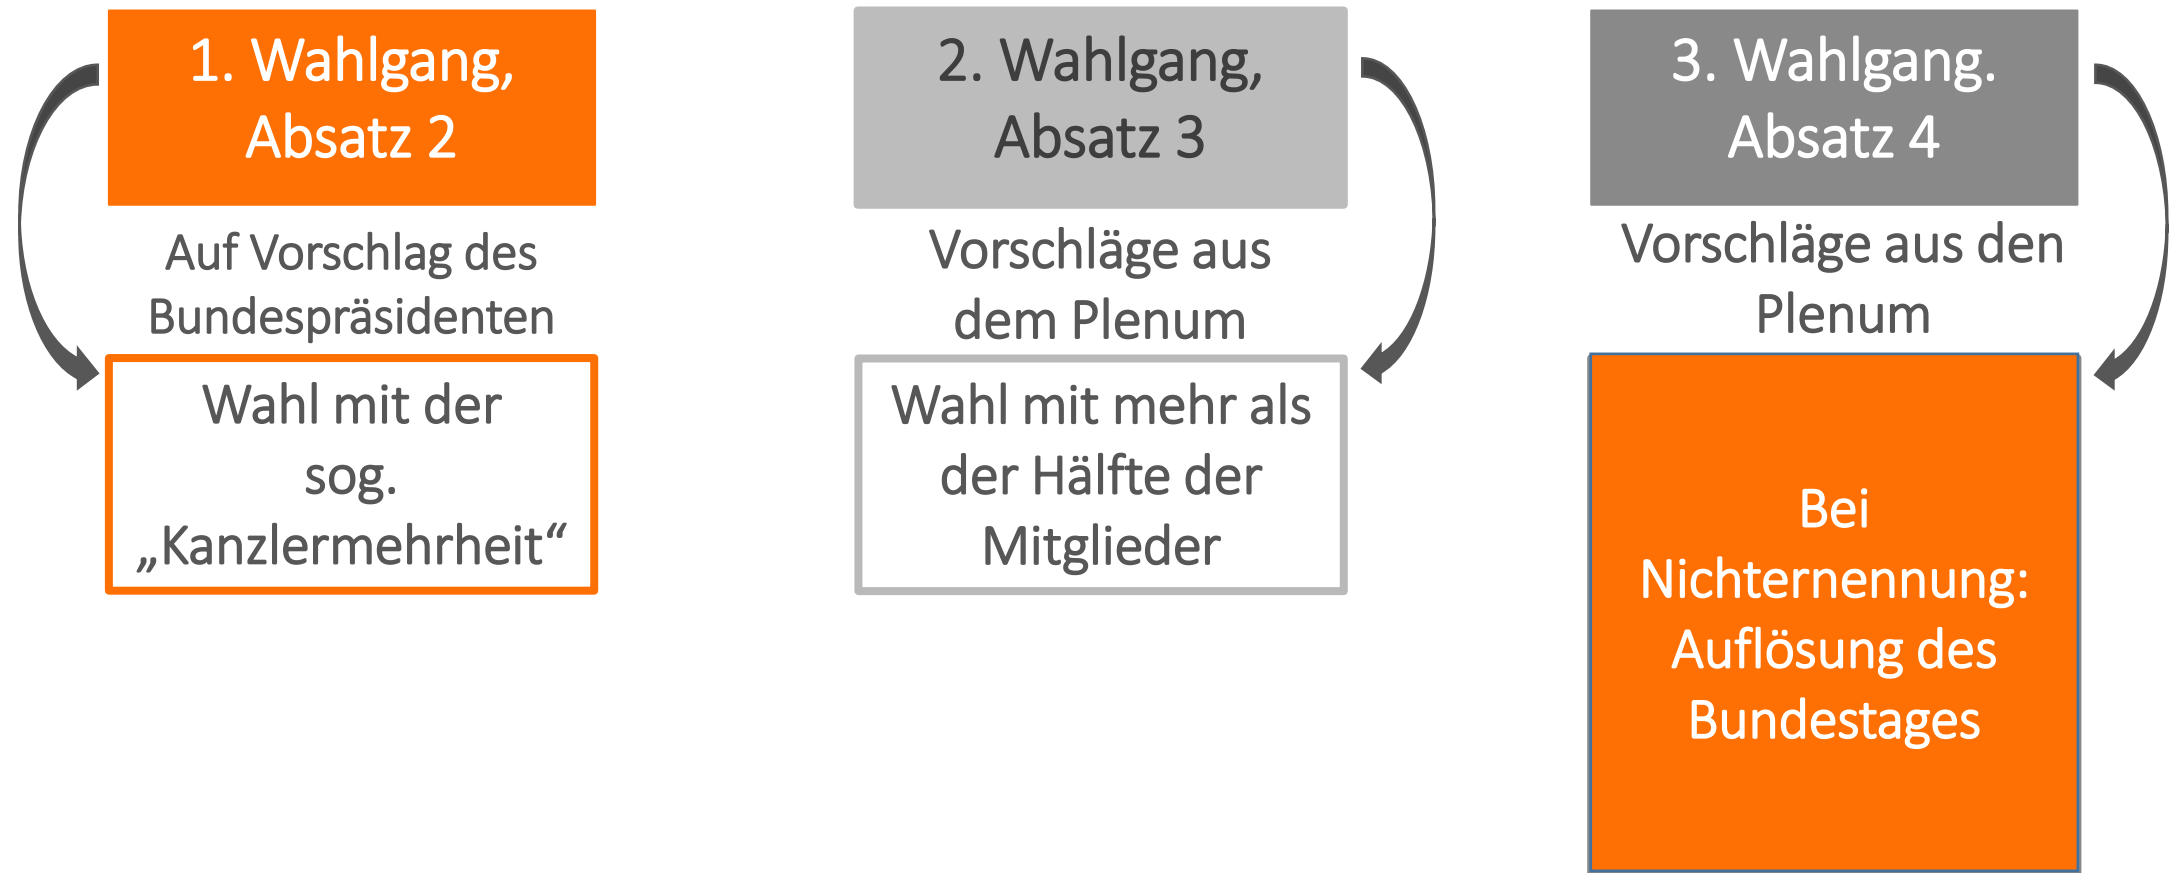 1. Wahlgang,
Absatz 2
Auf Vorschlag des
Bundespräsidenten
Wahl mit der
sog.
„Kanzlermehrheit“
2. Wahlgang,
Absatz 3
Vorschläge aus
dem Plenum
Wahl mit mehr als
der Hälfte der
Mitglieder
3. Wahlgang.
Absatz 4
Vorschläge aus den
Plenum
Bei
Nichternennung:
Auflösung des
Bundestages